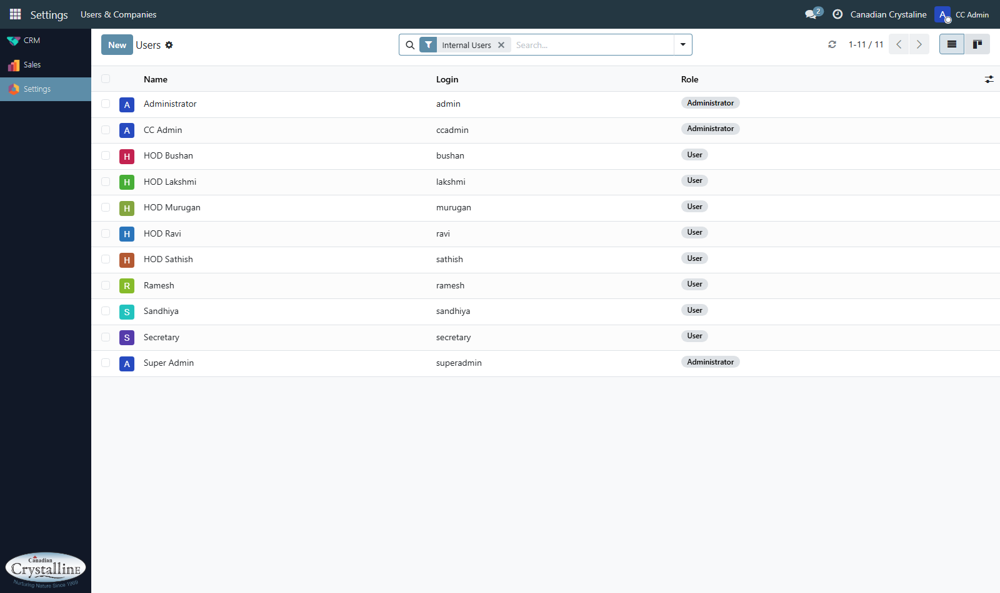 Settings Users & Companies 2 Canadian Crystaline A CC Admin
CRM
Sales
Settings
New Users Internal Users Search... 1-11 / 11
Name Login Role
A Administrator admin Administrator
A CC Admin ccadmin Administrator
H HOD Bushan bushan User
H HOD Lakshmi lakshmi User
H HOD Murugan murugan User
H HOD Ravi ravi User
H HOD Sathish sathish User
R Ramesh ramesh User
S Sandhiya sandhiya User
S Secretary secretary User
A Super Admin superadmin Administrator
Canadian
Crystalline
Nurturing Nature Since 1969